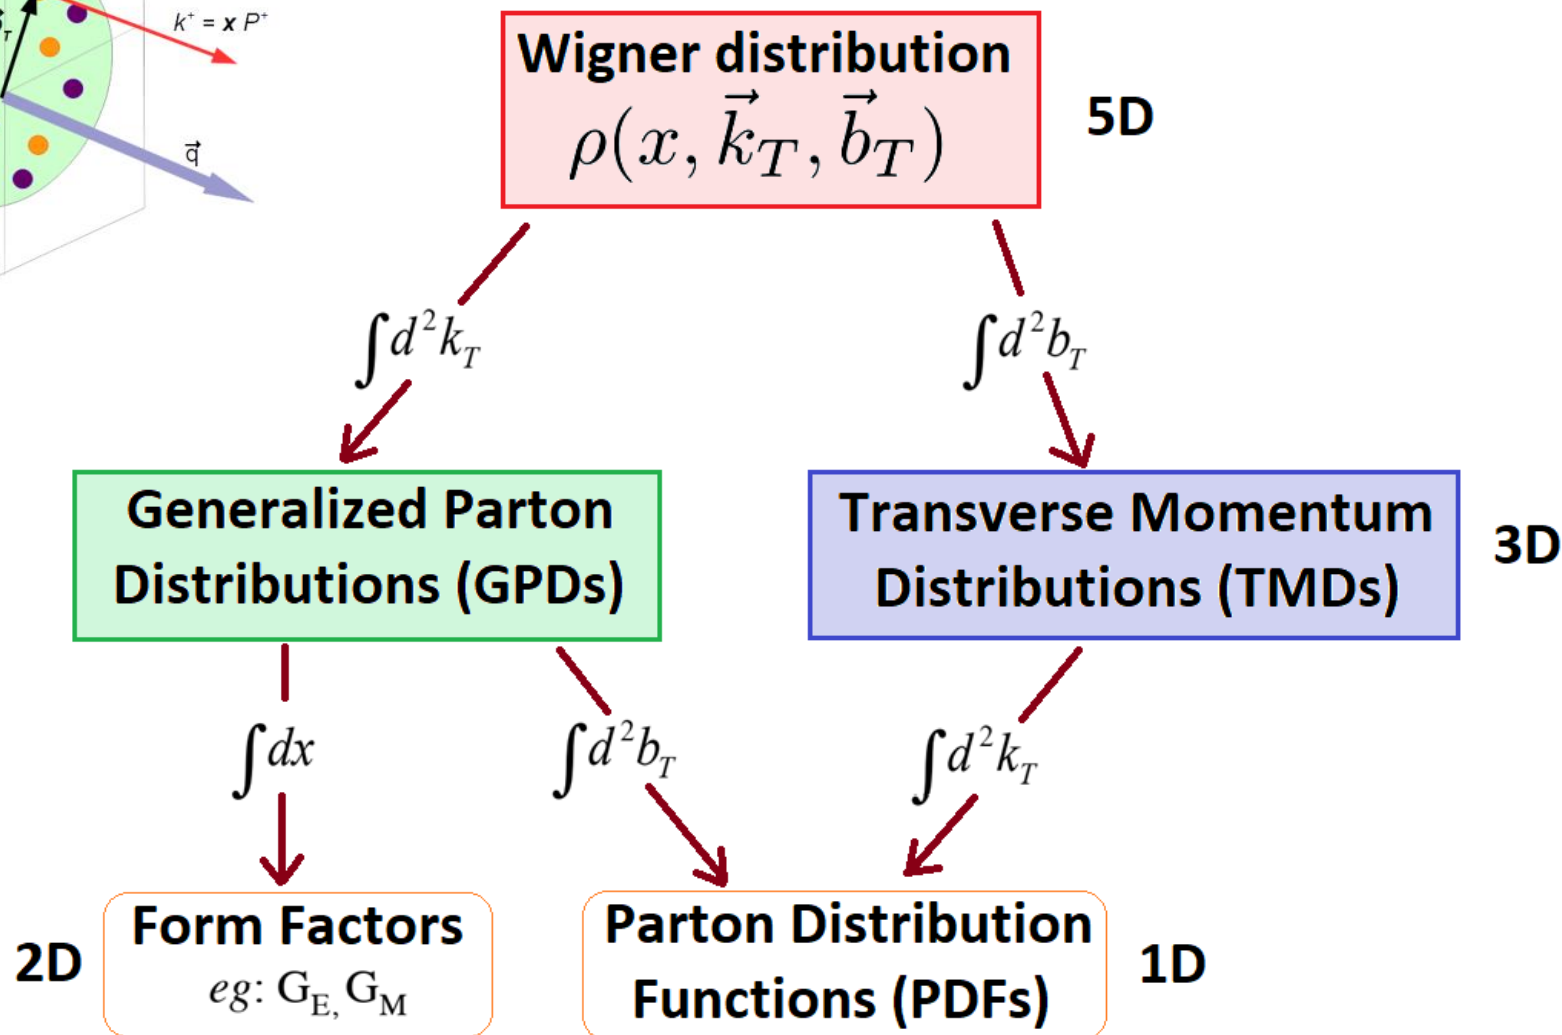 k⁺ = x P⁺
q⃗
Wigner distribution
ρ(x, k⃗_T, b⃗_T)
5D
∫d²k_T
∫d²b_T
Generalized Parton
Distributions (GPDs)
Transverse Momentum
Distributions (TMDs)
3D
∫dx
∫d²b_T
∫d²k_T
2D
Form Factors
eg: G_E, G_M
Parton Distribution
Functions (PDFs)
1D